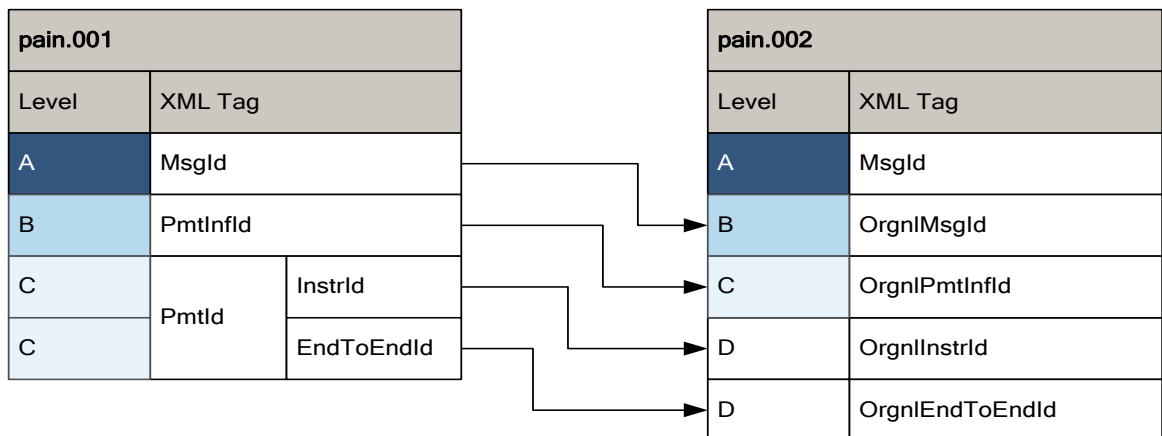 pain.001
Level XML Tag
A MsgId
B PmtInfId
C PmtId InstrId
C EndToEndId
pain.002
Level XML Tag
A MsgId
B OrgnlMsgId
C OrgnlPmtInfId
D OrgnlInstrId
D OrgnlEndToEndId